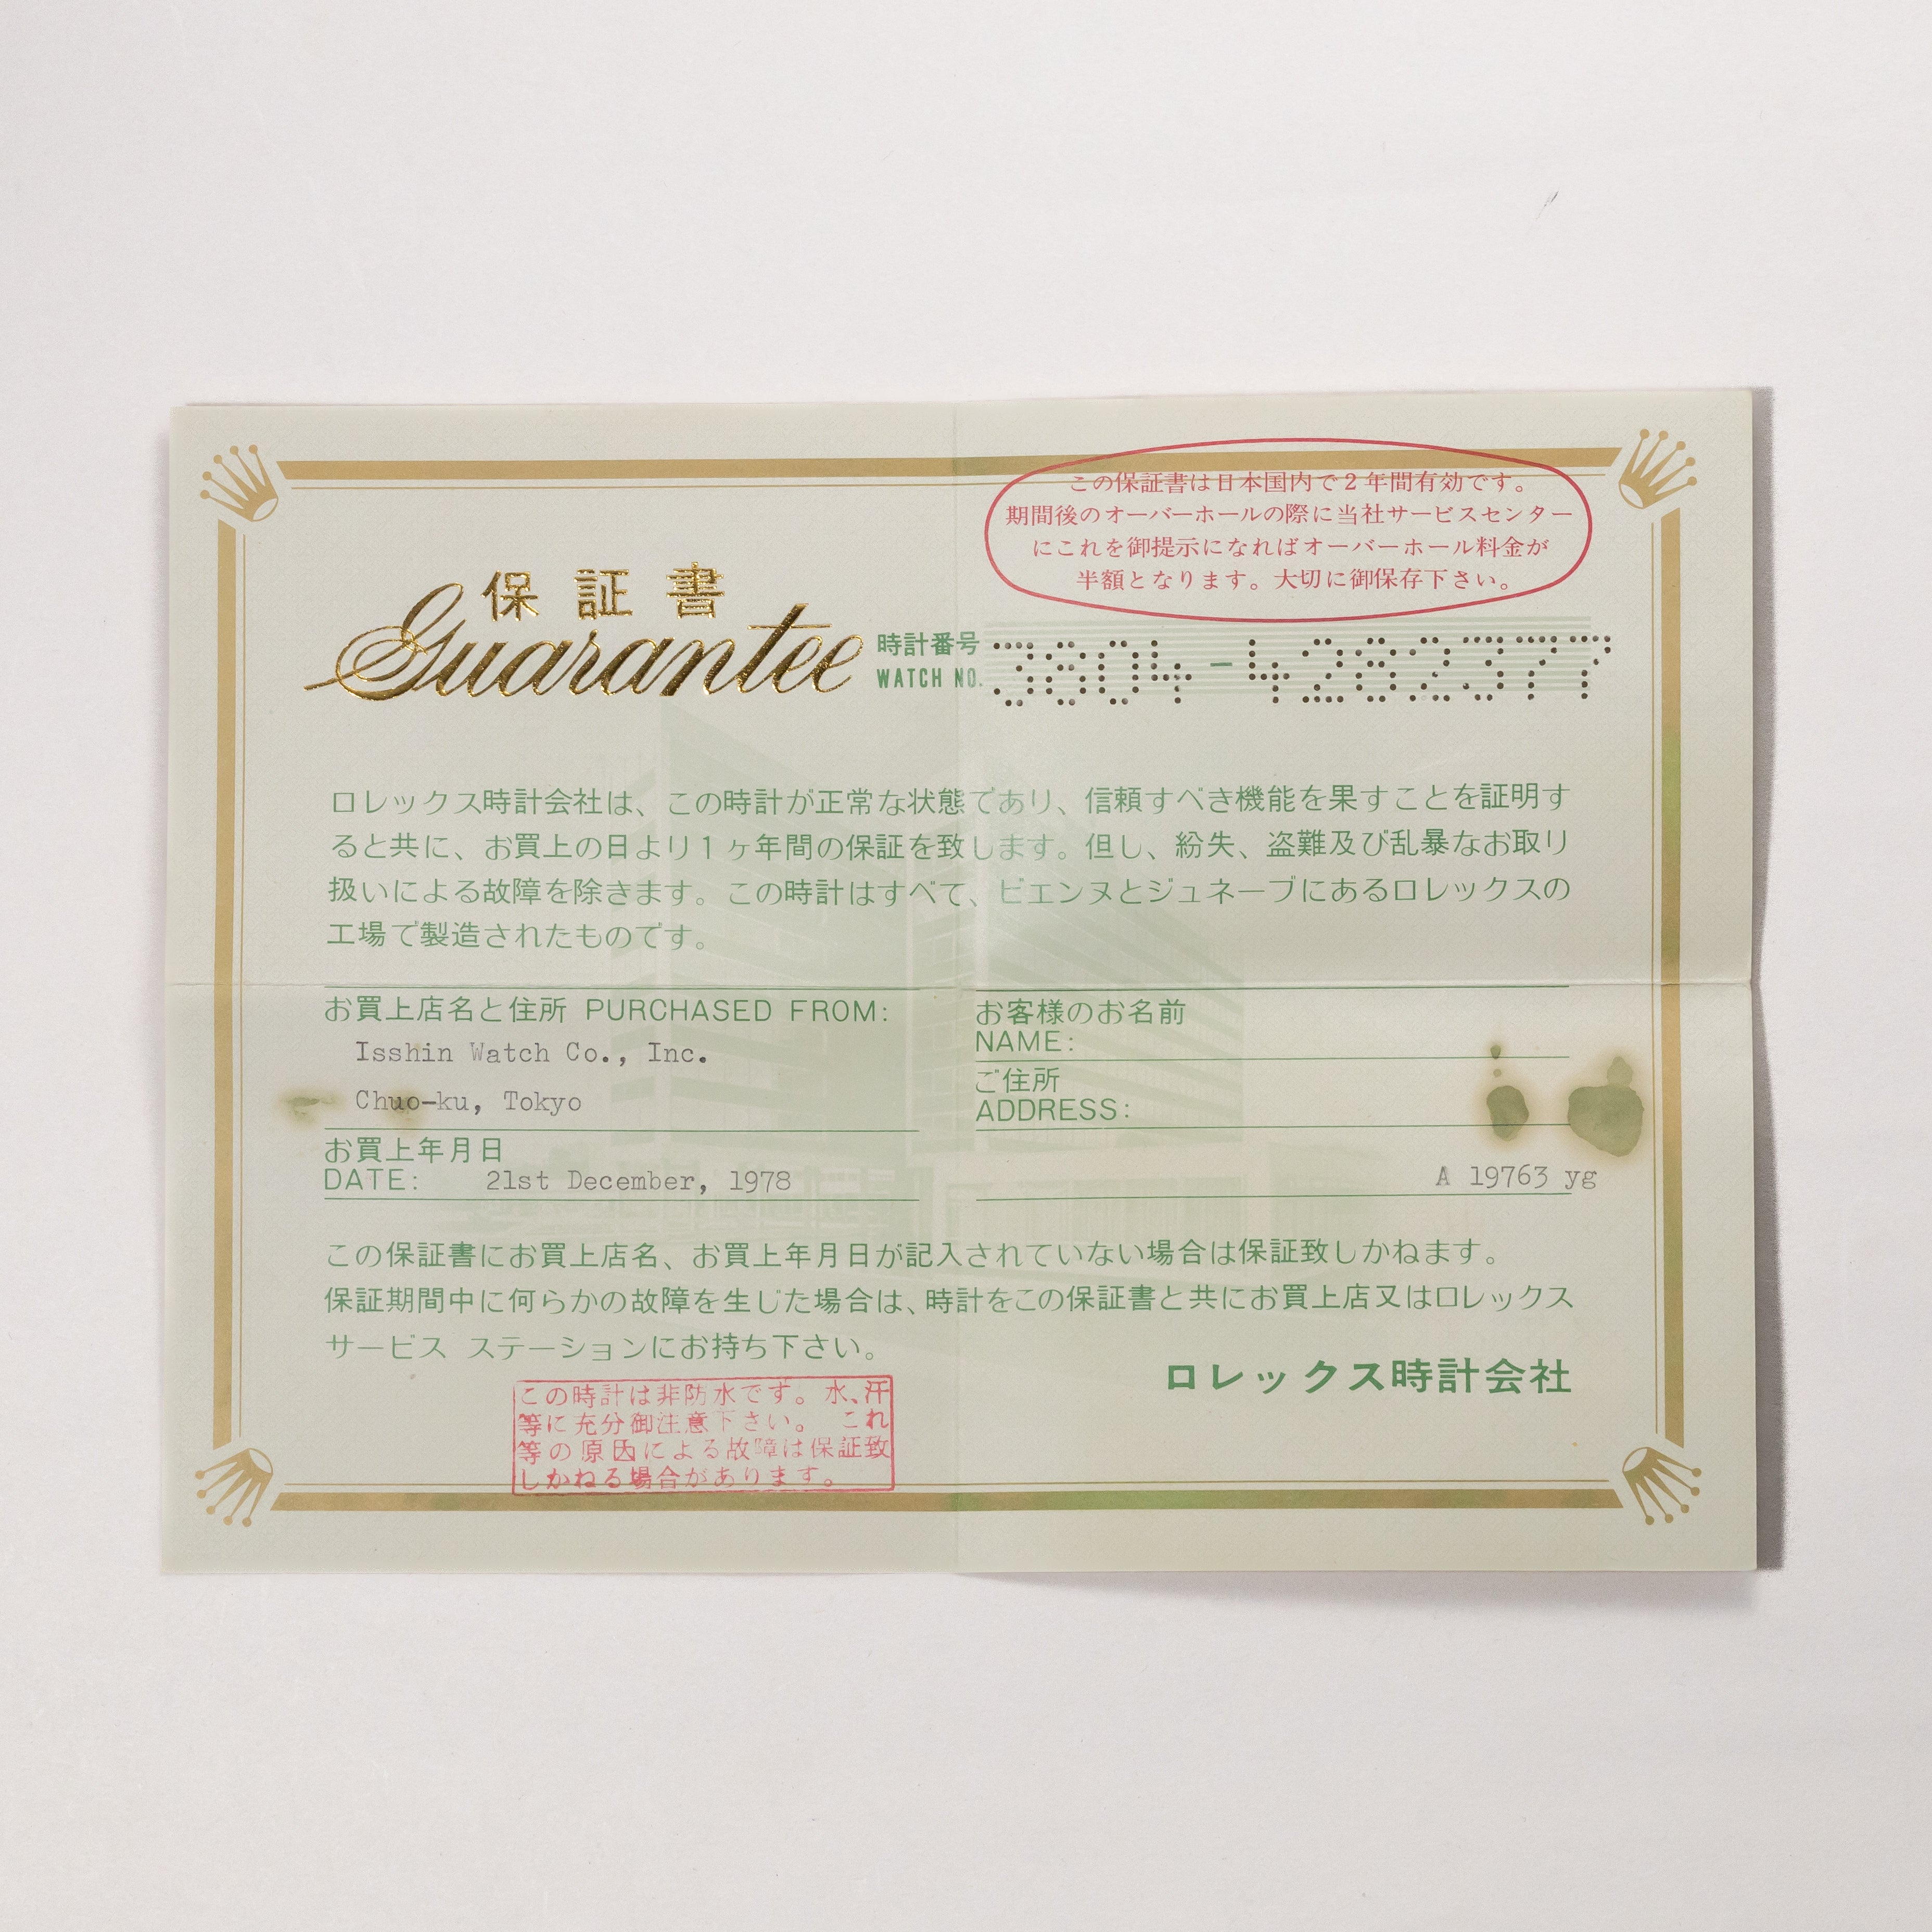 この保証書は日本国内で2年間有効です。
期間後のオーバーホールの際に当社サービスセンター
にこれを御提示になればオーバーホール料金が
半額となります。大切に御保存下さい。
保証書
Guarantee
時計番号
WATCH NO. 3804-4282377
ロレックス時計会社は、この時計が正常な状態であり、信頼すべき機能を果すことを証明す
ると共に、お買上の日より1ヶ年間の保証を致します。但し、紛失、盗難及び乱暴なお取り
扱いによる故障を除きます。この時計はすべて、ビエンヌとジュネーブにあるロレックスの
工場で製造されたものです。
お買上店名と住所 PURCHASED FROM:
Isshin Watch Co., Inc.
Chuo-ku, Tokyo
お買上年月日
DATE: 21st December, 1978
お客様のお名前
NAME:
ご住所
ADDRESS:
A 19763 yg
この保証書にお買上店名、お買上年月日が記入されていない場合は保証致しかねます。
保証期間中に何らかの故障を生じた場合は、時計をこの保証書と共にお買上店又はロレックス
サービス ステーションにお持ち下さい。
ロレックス時計会社
この時計は非防水です。水、汗
等に充分御注意下さい。 これ
等の原因による故障は保証致
しかねる場合があります。